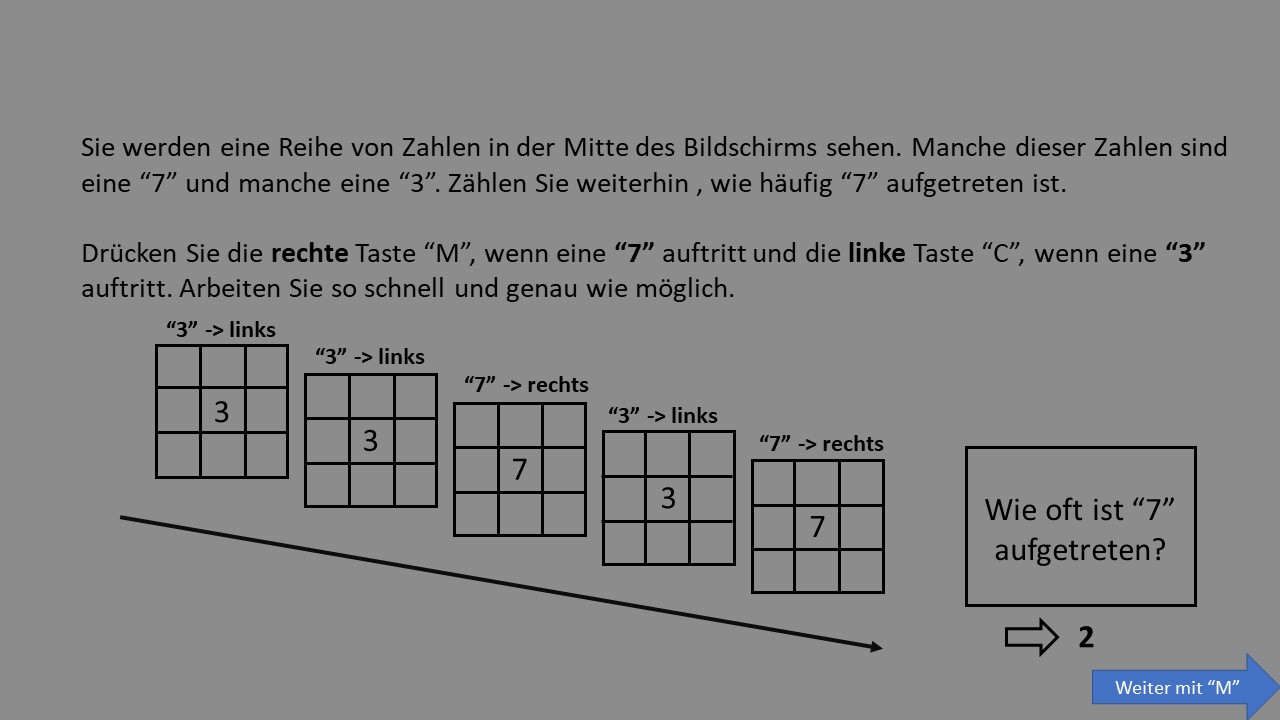 Sie werden eine Reihe von Zahlen in der Mitte des Bildschirms sehen. Manche dieser Zahlen sind
eine “7” und manche eine “3”. Zählen Sie weiterhin , wie häufig “7” aufgetreten ist.
Drücken Sie die rechte Taste “M”, wenn eine “7” auftritt und die linke Taste “C”, wenn eine “3”
auftritt. Arbeiten Sie so schnell und genau wie möglich.
“3” -> links
3
“3” -> links
3
“7” -> rechts
7
“3” -> links
3
“7” -> rechts
7
Wie oft ist “7”
aufgetreten?
2
Weiter mit “M”